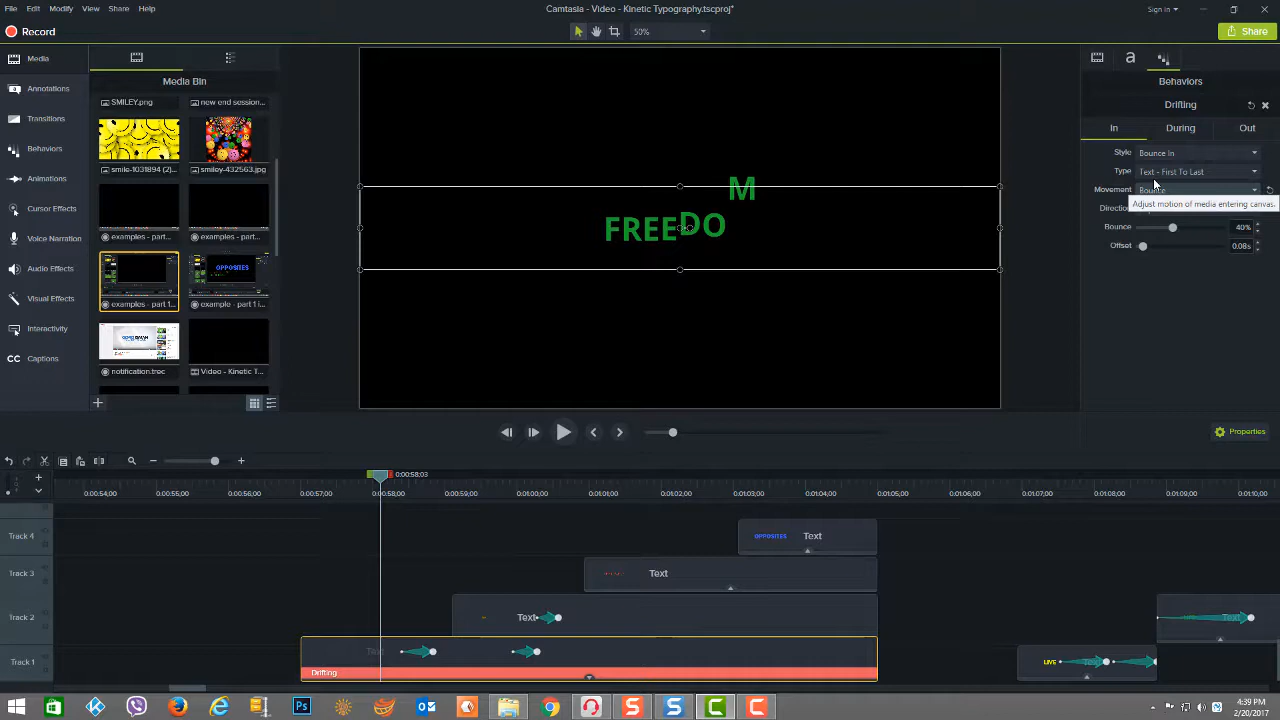 File Edit Modify View Share Help
Camtasia - Video - Kinetic Typography.tscproj*
Sign in
Record
50%
Share
Media
Annotations
Transitions
Behaviors
Animations
Cursor Effects
Voice Narration
Audio Effects
Visual Effects
Interactivity
CC Captions
Media Bin
SMILEY.png
new end session...
smile-1031894 (2)...
smiley-432563.jpg
examples - part...
examples - part...
OPPOSITES
examples - part 1...
example - part 1 i...
notification.trec
Video - Kinetic T...
FREEDOM
a
Behaviors
Drifting
In During Out
Style Bounce In
Type Text - First To Last
Movement Bounce
Adjust motion of media entering canvas.
Bounce 40%
Offset 0.08s
Properties
0:00:58;03
0:00:54;00 0:00:55;00 0:00:56;00 0:00:57;00 0:00:58;00 0:00:59;00 0:01:00;00 0:01:01;00 0:01:02;00 0:01:03;00 0:01:04;00 0:01:05;00 0:01:06;00 0:01:07;00 0:01:08;00 0:01:09;00 0:01:10;00
Track 4
OPPOSITES Text
Track 3
Text
Track 2
Text
Text
Track 1
Text
LIVE
Drifting
Ps
4:39 PM
2/20/2017